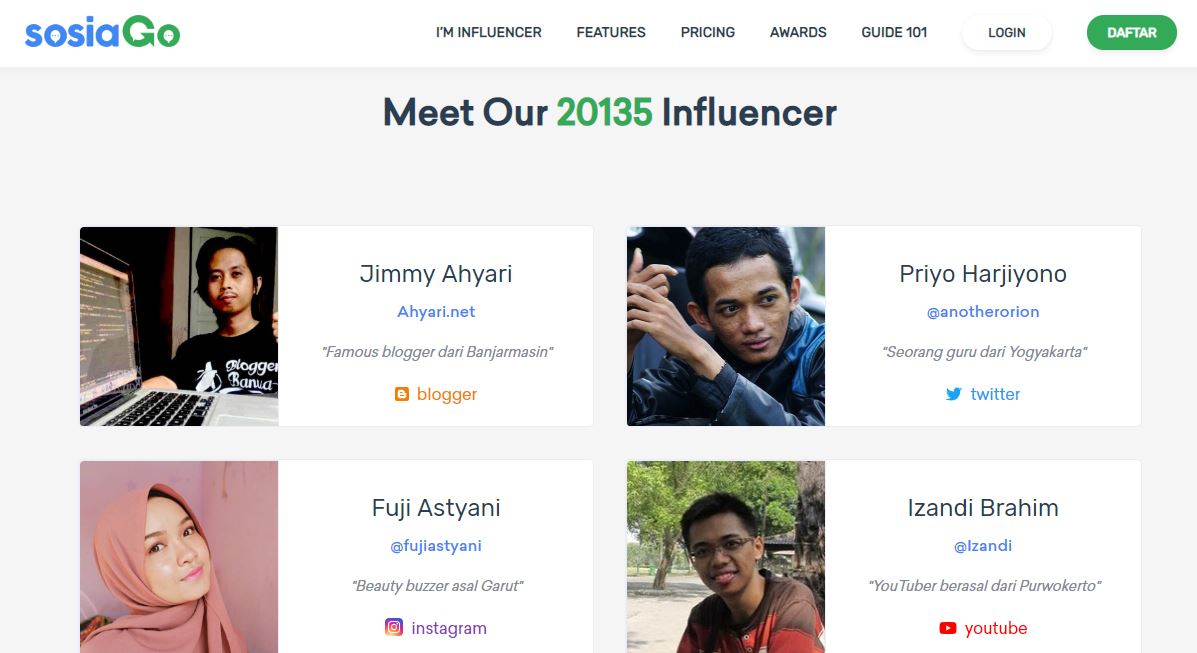 sosiaGo
I'M INFLUENCER
FEATURES
PRICING
AWARDS
GUIDE 101
LOGIN
DAFTAR
Meet Our 20135 Influencer
Jimmy Ahyari
Ahyari.net
"Famous blogger dari Banjarmasin"
blogger
Blogger
Priyo Harjiyono
@anotherorion
"Seorang guru dari Yogyakarta"
twitter
Fuji Astyani
@fujiastyani
"Beauty buzzer asal Garut"
instagram
Izandi Brahim
@Izandi
"YouTuber berasal dari Purwokerto"
youtube